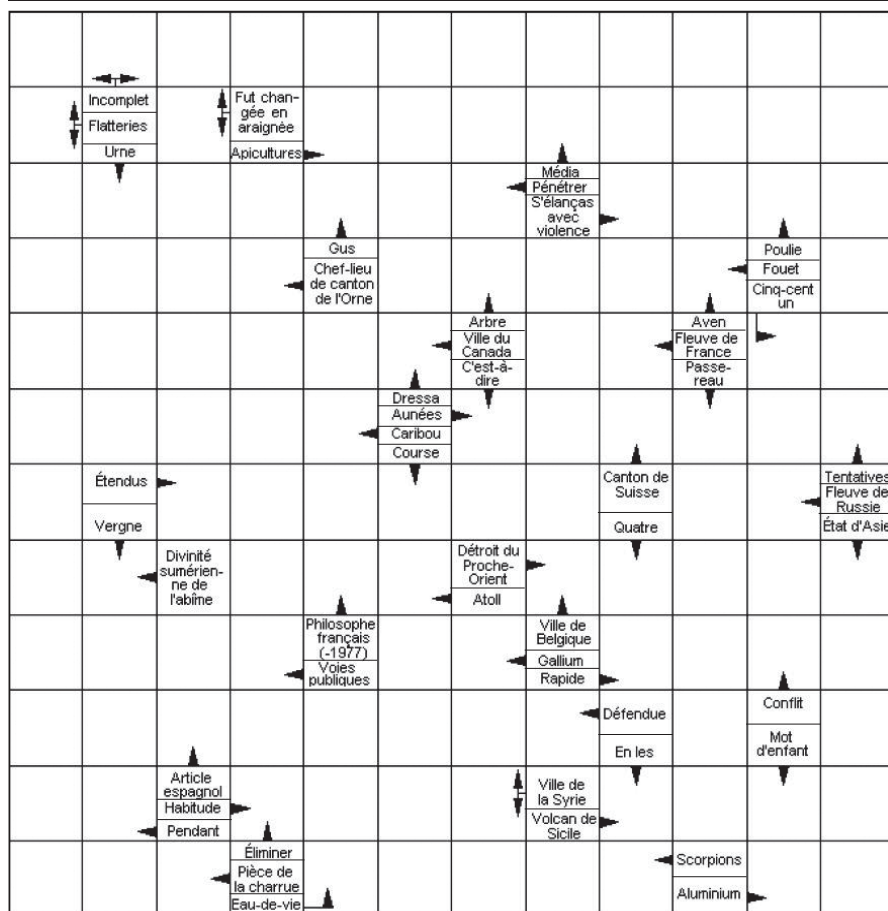 Incomplet
Flatteries
Urne
Fut chan-
gée en
araignée
Apicultures
Média
Pénétrer
S'élanças
avec
violence
Gus
Chef-lieu
de canton
de l'Orne
Poulie
Fouet
Cinq-cent
un
Arbre
Ville du
Canada
C'est-à-
dire
Aven
Fleuve de
France
Passe-
reau
Dressa
Aunées
Caribou
Course
Étendus
Vergne
Canton de
Suisse
Quatre
Tentatives
Fleuve de
Russie
État d'Asie
Divinité
sumérien-
ne de
l'abîme
Détroit du
Proche-
Orient
Atoll
Philosophe
français
(-1977)
Voies
publiques
Ville de
Belgique
Gallium
Rapide
Défendue
En les
Conflit
Mot
d'enfant
Article
espagnol
Habitude
Pendant
Ville de
la Syrie
Volcan de
Sicile
Éliminer
Pièce de
la charrue
Eau-de-vie
Scorpions
Aluminium